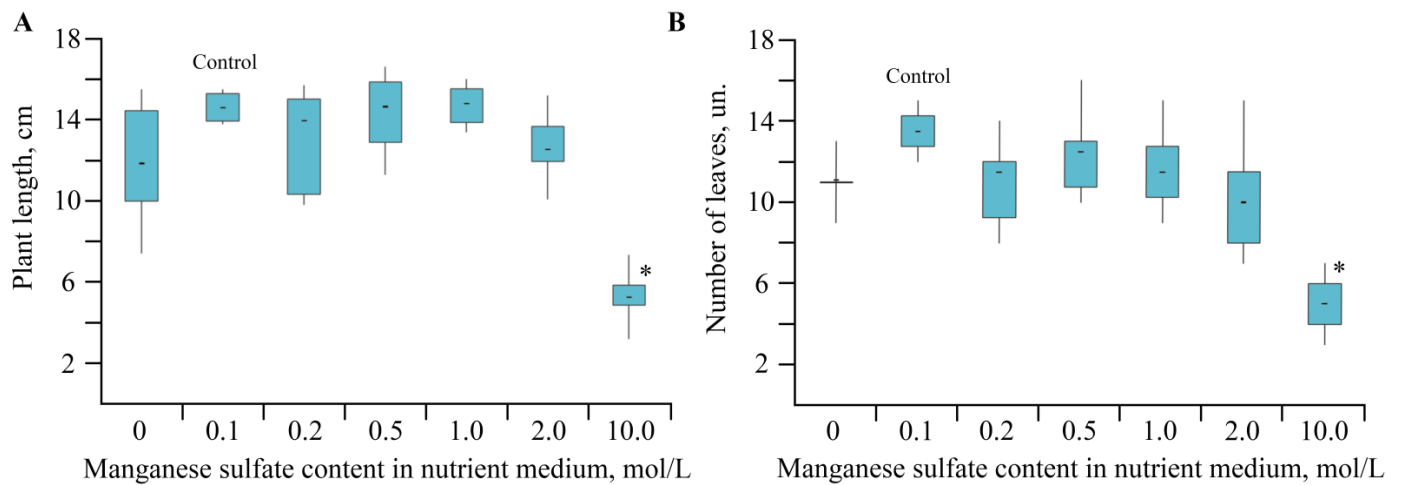 A
18
14
10
6
2
Plant length, cm
Control
*
0 0.1 0.2 0.5 1.0 2.0 10.0
Manganese sulfate content in nutrient medium, mol/L
B
18
14
10
6
2
Number of leaves, un.
Control
*
0 0.1 0.2 0.5 1.0 2.0 10.0
Manganese sulfate content in nutrient medium, mol/L